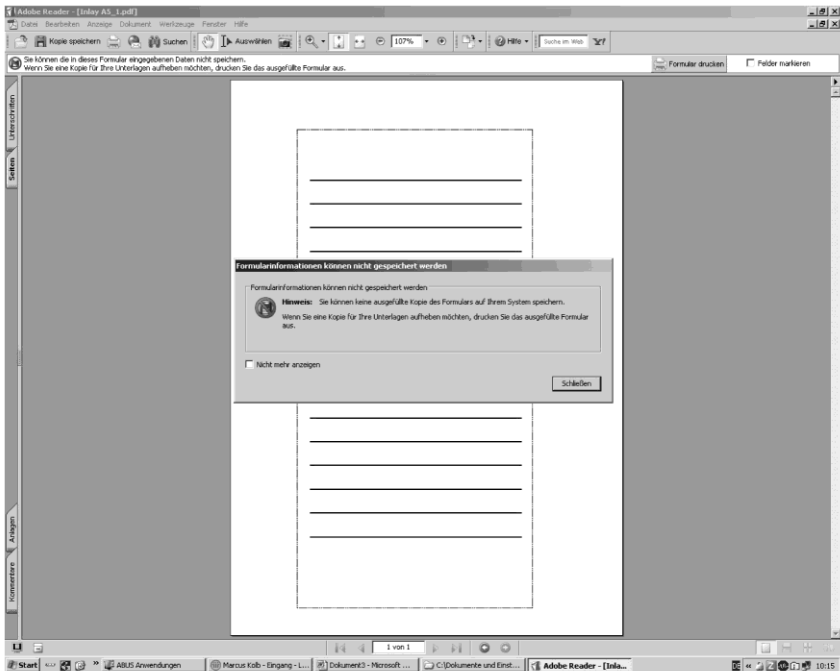 Adobe Reader - [Inlay A5_1.pdf]
Datei Bearbeiten Anzeige Dokument Werkzeuge Fenster Hilfe
Kopie speichern Suchen Auswählen 107% Hilfe Suche im Web Y!
Sie können die in dieses Formular eingegebenen Daten nicht speichern.
Wenn Sie eine Kopie für Ihre Unterlagen aufheben möchten, drucken Sie das ausgefüllte Formular aus.
Formular drucken Felder markieren
Unterschriften
Seiten
Formularinformationen können nicht gespeichert werden
Formularinformationen können nicht gespeichert werden
Hinweis: Sie können keine ausgefüllte Kopie des Formulars auf Ihrem System speichern.
Wenn Sie eine Kopie für Ihre Unterlagen aufheben möchten, drucken Sie das ausgefüllte Formular
aus.
Nicht mehr anzeigen
Schließen
Anlagen
Kommentare
1 von 1
Start ABUS Anwendungen Marcus Kolb - Eingang - L... Dokument3 - Microsoft ... C:\Dokumente und Einst... Adobe Reader - [Inla... 18:15